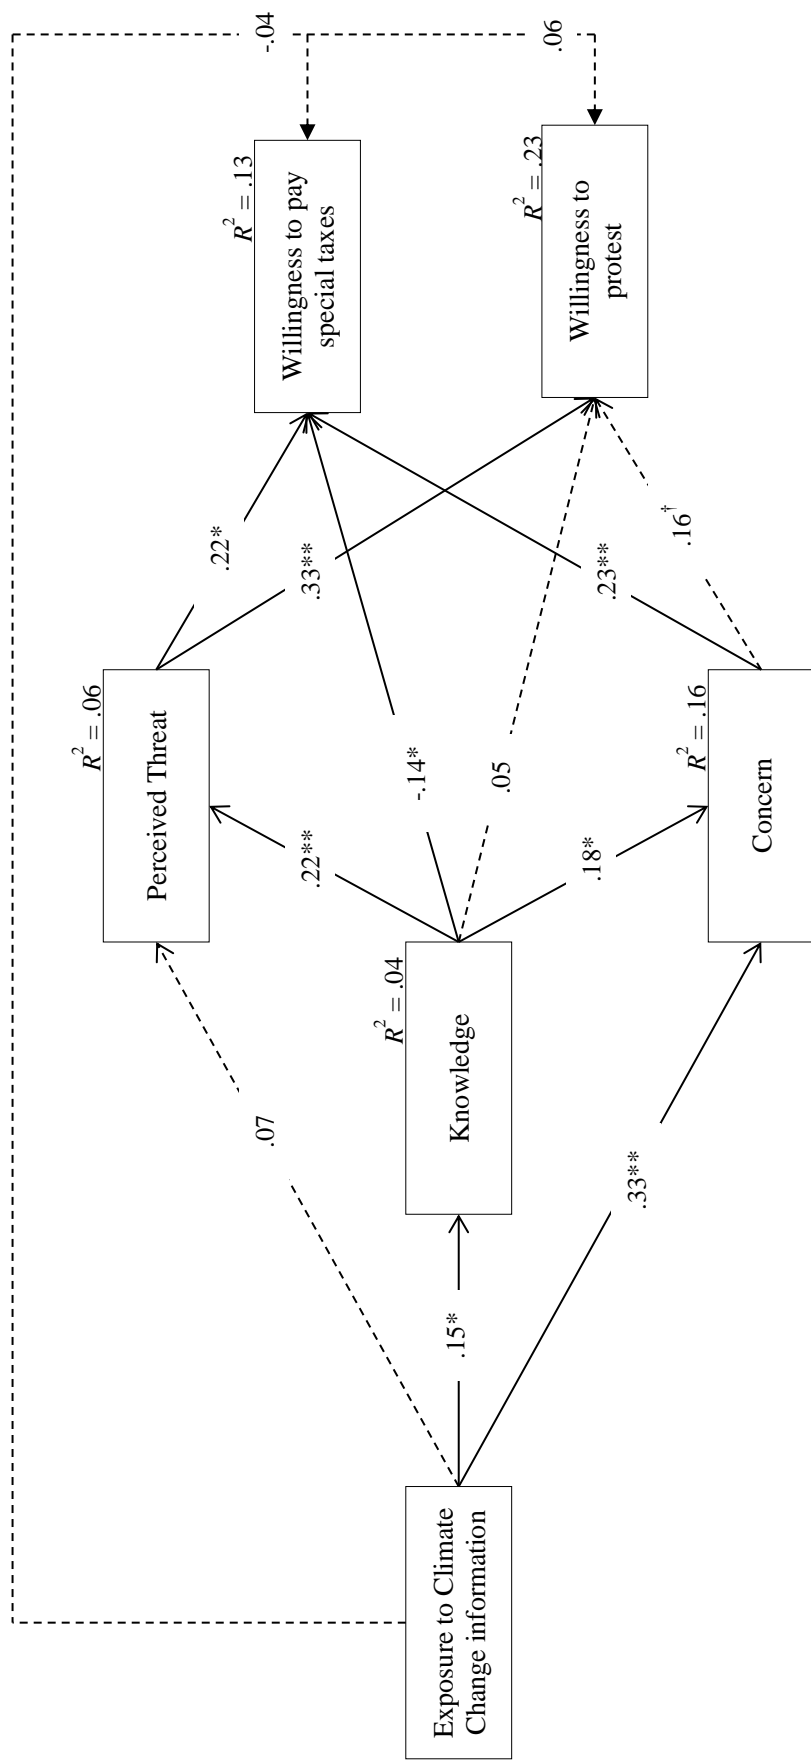 -.04
.06
R² = .13
Willingness to pay
special taxes
R² = .23
Willingness to
protest
.22*
.33**
.23**
.16†
R² = .06
Perceived Threat
-.14*
.05
R² = .16
Concern
.22**
.18*
R² = .04
Knowledge
.07
.15*
.33**
Exposure to Climate
Change information